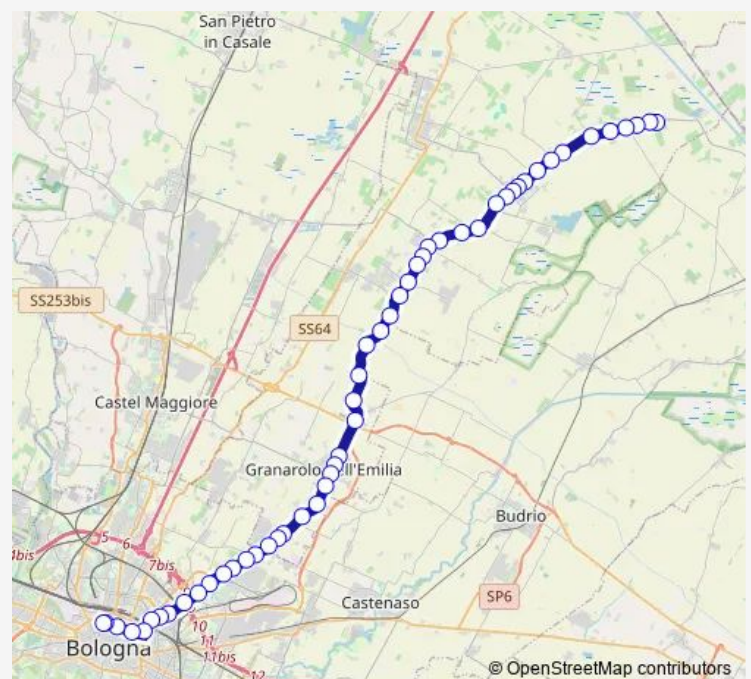 San Pietro
in Casale
SS253bis
SS64
Castel Maggiore
Granarolo dell'Emilia
Budrio
5
6
4bis
7bis
SP6
Castenaso
10
Bologna
11
11bis
12
© OpenStreetMap contributors